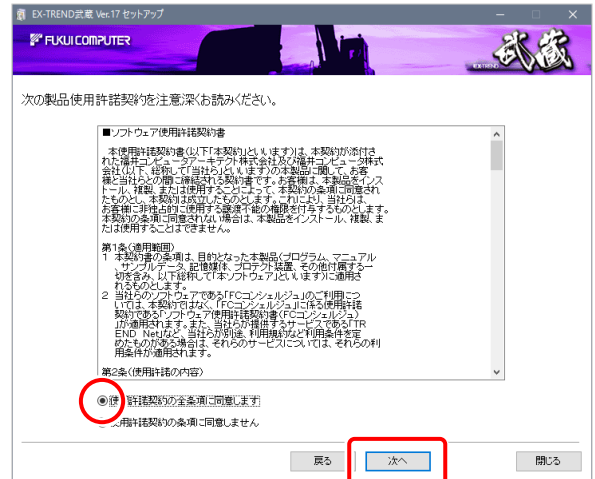 EX-TREND武蔵 Ver.17 セットアップ
FUKUI COMPUTER
EX-TREND 武蔵
次の製品使用許諾契約を注意深くお読みください。
■ソフトウェア使用許諾契約書
本使用許諾契約書(以下「本契約」といいます)は、本契約が添付さ
れた福井コンピュータアーキテクト株式会社及び福井コンピュータ株式
会社(以下、総称して「当社ら」といいます)の本製品に関して、お客
様と当社らとの間に締結される契約書です。お客様は、本製品をインス
トール、複製、または使用することによって、本契約の条項に同意され
たものとし、本契約は成立したものとします。これにより、当社らは、
お客様に非独占的に使用する譲渡不能の権限を付与するものとします。
本契約の条項に同意されない場合は、本製品をインストール、複製、ま
たは使用することはできません。
第1条(適用範囲)
1 本契約書の条項は、目的となった本製品(プログラム、マニュアル
、サンプルデータ、記憶媒体、プロテクト装置、その他付属する一
切を含み、以下総称して「本ソフトウェア」といいます)に適用さ
れるものとします。
2 当社らのソフトウェアである「FCコンシェルジュ」のご利用につ
いては、本契約ではなく、「FCコンシェルジュ」に係る使用許諾
契約である「ソフトウェア使用許諾契約書(FCコンシェルジュ)
」が適用されます。また、当社らが提供するサービスである「TR
END Net」など、当社らが別途、利用規約など利用条件を定
めたものがある場合は、それらのサービスについては、それらの利
用条件が適用されます。
第2条(使用許諾の内容)
使 許諾契約の全条項に同意します
用許諾契約の条項に同意しません
戻る
次へ
閉じる